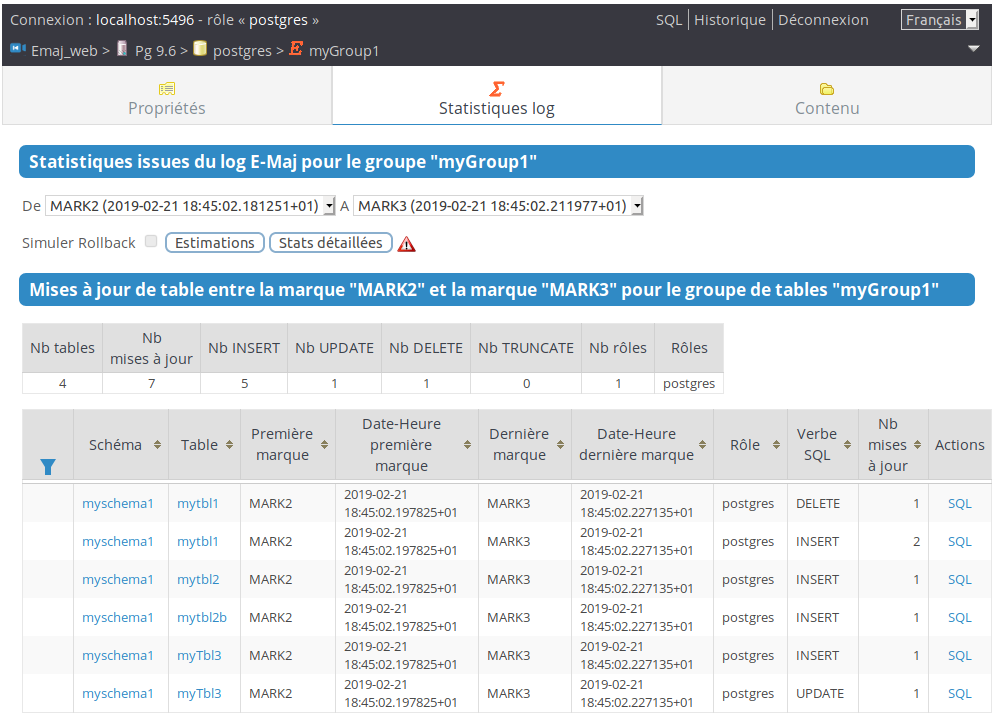 Connexion : localhost:5496 - rôle « postgres » SQL Historique Déconnexion Français
Emaj_web > Pg 9.6 > postgres > E myGroup1
Propriétés Statistiques log Contenu
Statistiques issues du log E-Maj pour le groupe "myGroup1"
De MARK2 (2019-02-21 18:45:02.181251+01) A MARK3 (2019-02-21 18:45:02.211977+01)
Simuler Rollback Estimations Stats détaillées
Mises à jour de table entre la marque "MARK2" et la marque "MARK3" pour le groupe de tables "myGroup1"
Nb tables Nb mises à jour Nb INSERT Nb UPDATE Nb DELETE Nb TRUNCATE Nb rôles Rôles
4 7 5 1 1 0 1 postgres
Schéma Table Première marque Date-Heure première marque Dernière marque Date-Heure dernière marque Rôle Verbe SQL Nb mises à jour Actions
myschema1 mytbl1 MARK2 2019-02-21 18:45:02.197825+01 MARK3 2019-02-21 18:45:02.227135+01 postgres DELETE 1 SQL
myschema1 mytbl1 MARK2 2019-02-21 18:45:02.197825+01 MARK3 2019-02-21 18:45:02.227135+01 postgres INSERT 2 SQL
myschema1 mytbl2 MARK2 2019-02-21 18:45:02.197825+01 MARK3 2019-02-21 18:45:02.227135+01 postgres INSERT 1 SQL
myschema1 mytbl2b MARK2 2019-02-21 18:45:02.197825+01 MARK3 2019-02-21 18:45:02.227135+01 postgres INSERT 1 SQL
myschema1 myTbl3 MARK2 2019-02-21 18:45:02.197825+01 MARK3 2019-02-21 18:45:02.227135+01 postgres INSERT 1 SQL
myschema1 myTbl3 MARK2 2019-02-21 18:45:02.197825+01 MARK3 2019-02-21 18:45:02.227135+01 postgres UPDATE 1 SQL